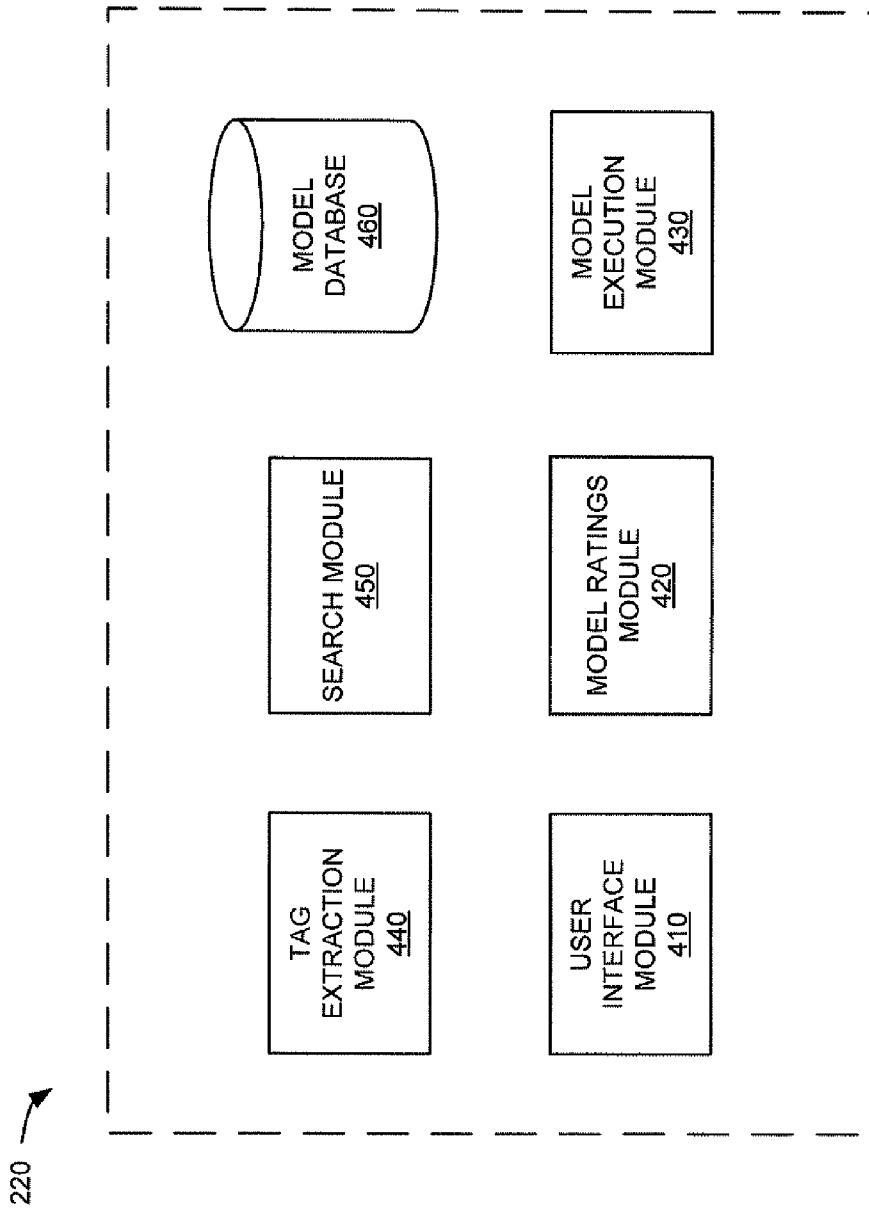 220
TAG
EXTRACTION
MODULE
440
SEARCH MODULE
450
MODEL
DATABASE
460
USER
INTERFACE
MODULE
410
MODEL RATINGS
MODULE
420
MODEL
EXECUTION
MODULE
430